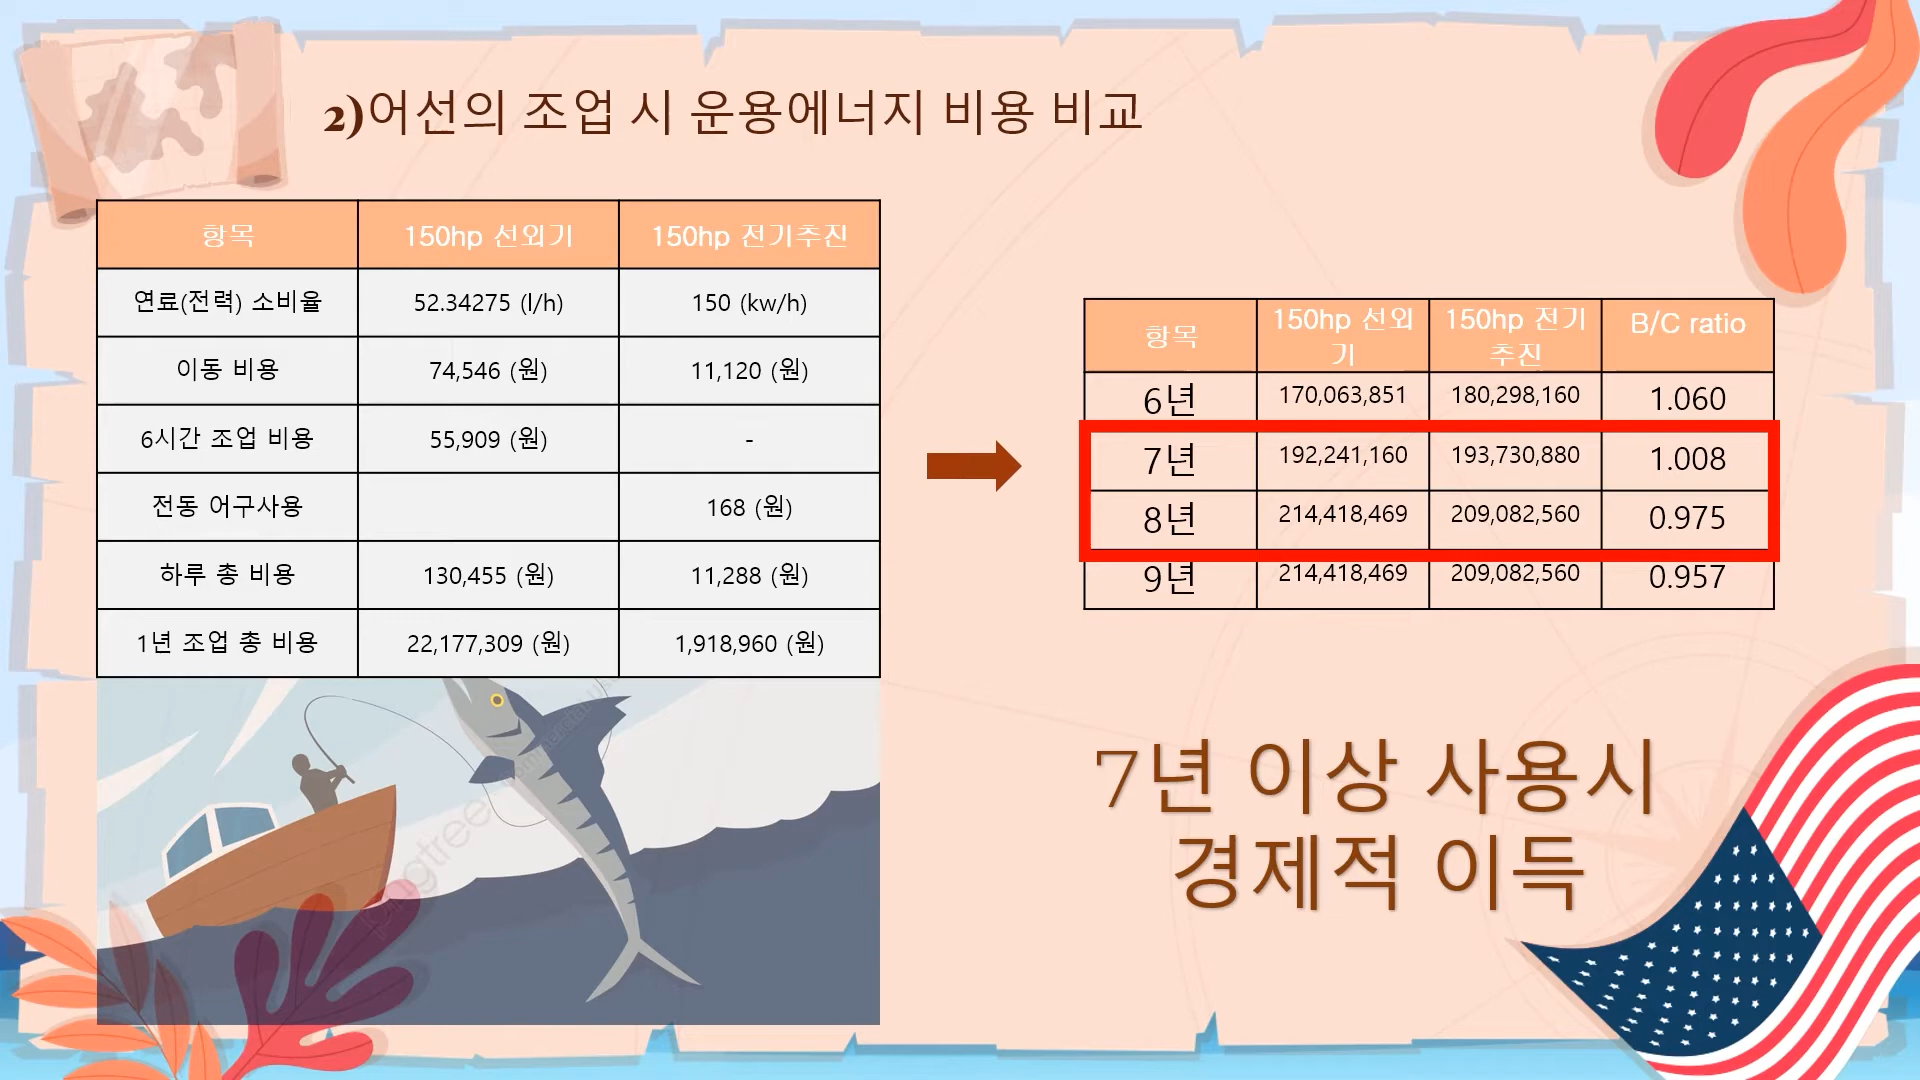 2)어선의 조업 시 운용에너지 비용 비교
항목 150hp 선외기 150hp 전기추진
연료(전력) 소비율 52.34275 (l/h) 150 (kw/h)
이동 비용 74,546 (원) 11,120 (원)
6시간 조업 비용 55,909 (원) -
전동 어구사용 168 (원)
하루 총 비용 130,455 (원) 11,288 (원)
1년 조업 총 비용 22,177,309 (원) 1,918,960 (원)
항목 150hp 선외기 150hp 전기추진 B/C ratio
6년 170,063,851 180,298,160 1.060
7년 192,241,160 193,730,880 1.008
8년 214,418,469 209,082,560 0.975
9년 214,418,469 209,082,560 0.957
7년 이상 사용시
경제적 이득
pngtree